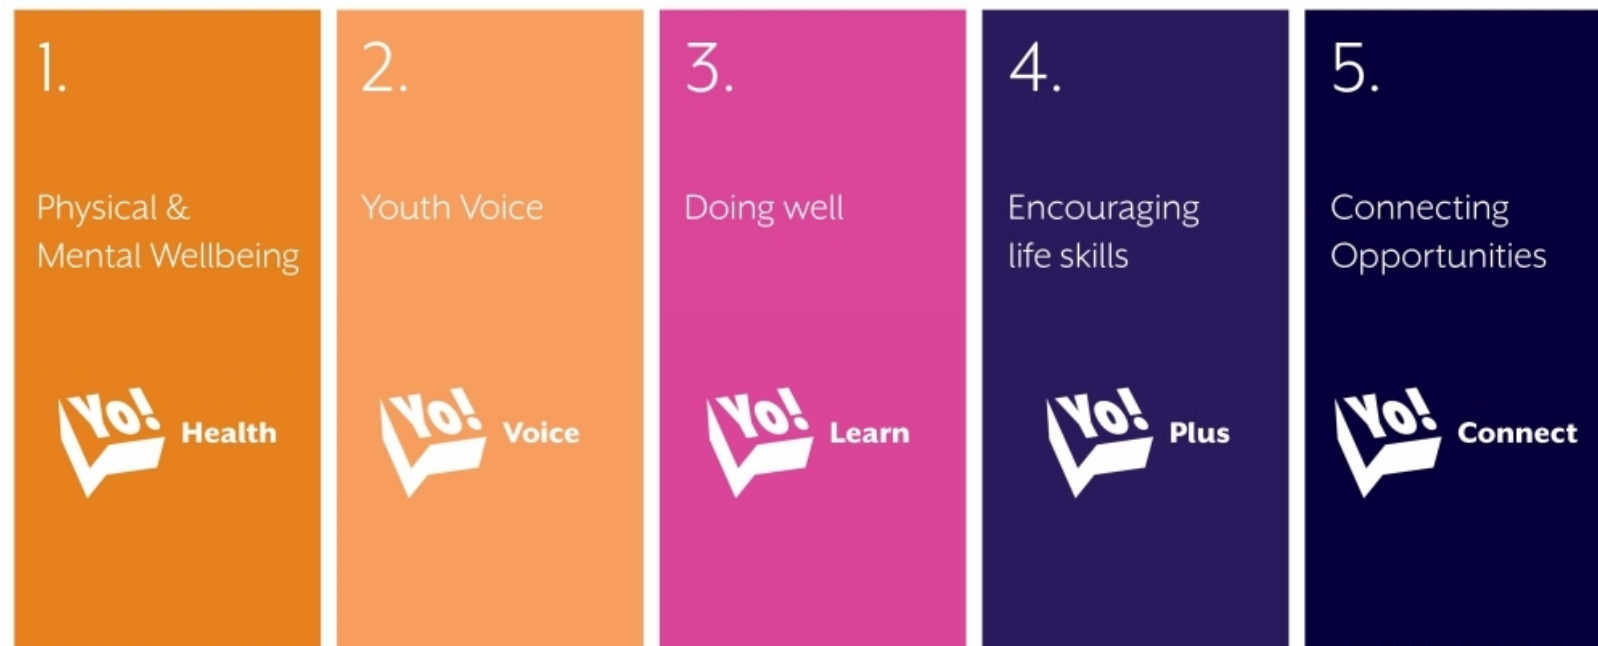 1.
Physical &
Mental Wellbeing
Yo! Health
2.
Youth Voice
Yo! Voice
3.
Doing well
Yo! Learn
4.
Encouraging
life skills
Yo! Plus
5.
Connecting
Opportunities
Yo! Connect